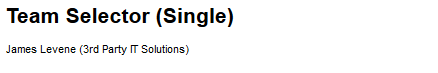 Team Selector (Single)
James Levene (3rd Party IT Solutions)